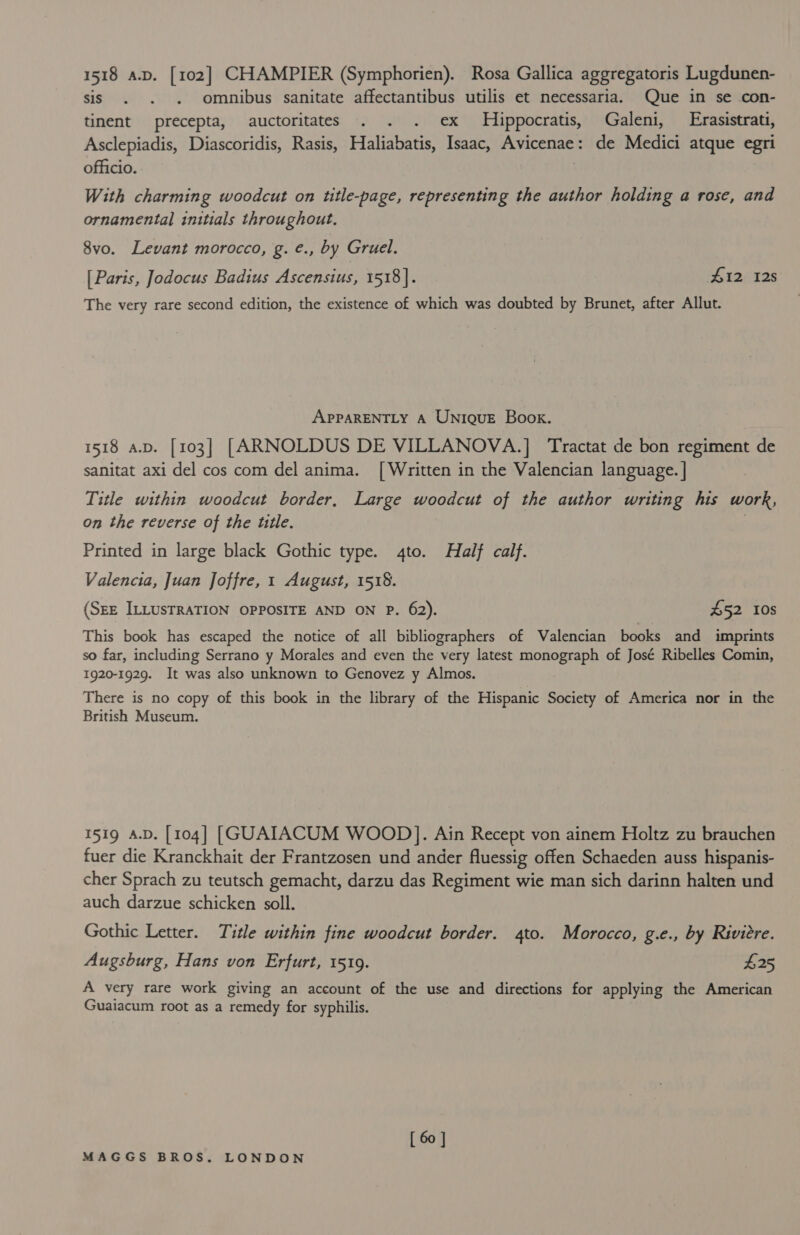 1518 A.D. [102] CHAMPIER (Symphorien). Rosa Gallica aggregatoris Lugdunen-
sis . . . omnibus sanitate affectantibus utilis et necessaria. Que in se con-
tinent precepta, auctoritates . . . ex Hippocratis, Galeni, Erasistrati,
Asclepiadis, Diascoridis, Rasis, Haliabatis, Isaac, Avicenae: de Medici atque egri
officio.
With charming woodcut on title-page, representing the author holding a rose, and
ornamental initials throughout.
8vo. Levant morocco, g. e., by Gruel.
[Paris, Jodocus Badius Ascensius, 1518]. £12 12s
The very rare second edition, the existence of which was doubted by Brunet, after Allut.
APPARENTLY A UNIQUE BOOK.
1518 A.D. [103] [ARNOLDUS DE VILLANOVA.] Tractat de bon regiment de
sanitat axi del cos com del anima. [Written in the Valencian language.]
Title within woodcut border. Large woodcut of the author writing his work,
on the reverse of the title.
Printed in large black Gothic type. 4to. Half calf.
Valencia, Juan Joffre, 1 August, 1518.
(SEE ILLUSTRATION OPPOSITE AND ON P. 62). £52 10s
This book has escaped the notice of all bibliographers of Valencian books and imprints
so far, including Serrano y Morales and even the very latest monograph of José Ribelles Comin,
1920-1929. It was also unknown to Genovez y Almos.
There is no copy of this book in the library of the Hispanic Society of America nor in the
British Museum.
1519 A.D. [104] [GUAIACUM WOOD]. Ain Recept von ainem Holtz zu brauchen
fuer die Kranckhait der Frantzosen und ander fluessig offen Schaeden auss hispanis-
cher Sprach zu teutsch gemacht, darzu das Regiment wie man sich darinn halten und
auch darzue schicken soll.
Gothic Letter. Title within fine woodcut border. 4to. Morocco, g.e., by Rivière.
Augsburg, Hans von Erfurt, 1519. £25
A very rare work giving an account of the use and directions for applying the American
Guaiacum root as a remedy for syphilis.
[ 60 ]
MAGGS BROS. LONDON